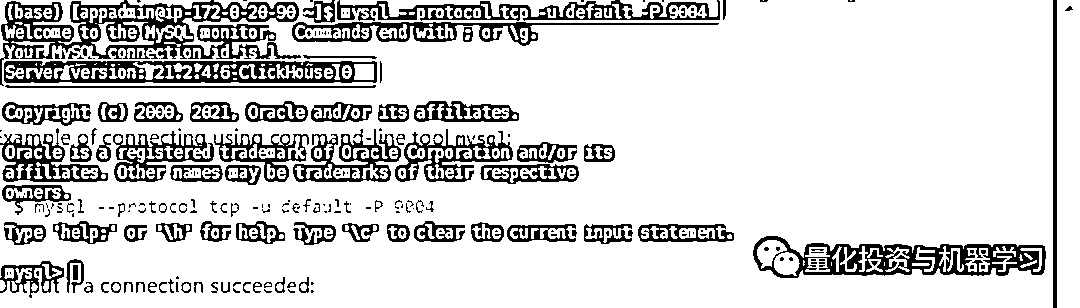 (base) [appadmin@ip-172-0-20-90 ~]$ mysql --protocol tcp -u default -P 9004
Welcome to the MySQL monitor.  Commands end with ; or \g.
Your MySQL connection id is 1
Server version: 21.2.4.6-ClickHouse 0
Copyright (c) 2000, 2021, Oracle and/or its affiliates.
Example of connecting using command-line tool mysql:
Oracle is a registered trademark of Oracle Corporation and/or its
affiliates. Other names may be trademarks of their respective
owners.
$ mysql --protocol tcp -u default -P 9004
Type 'help;' or '\h' for help. Type '\c' to clear the current input statement.
量化投资与机器学习
mysql>
Output if a connection succeeded: